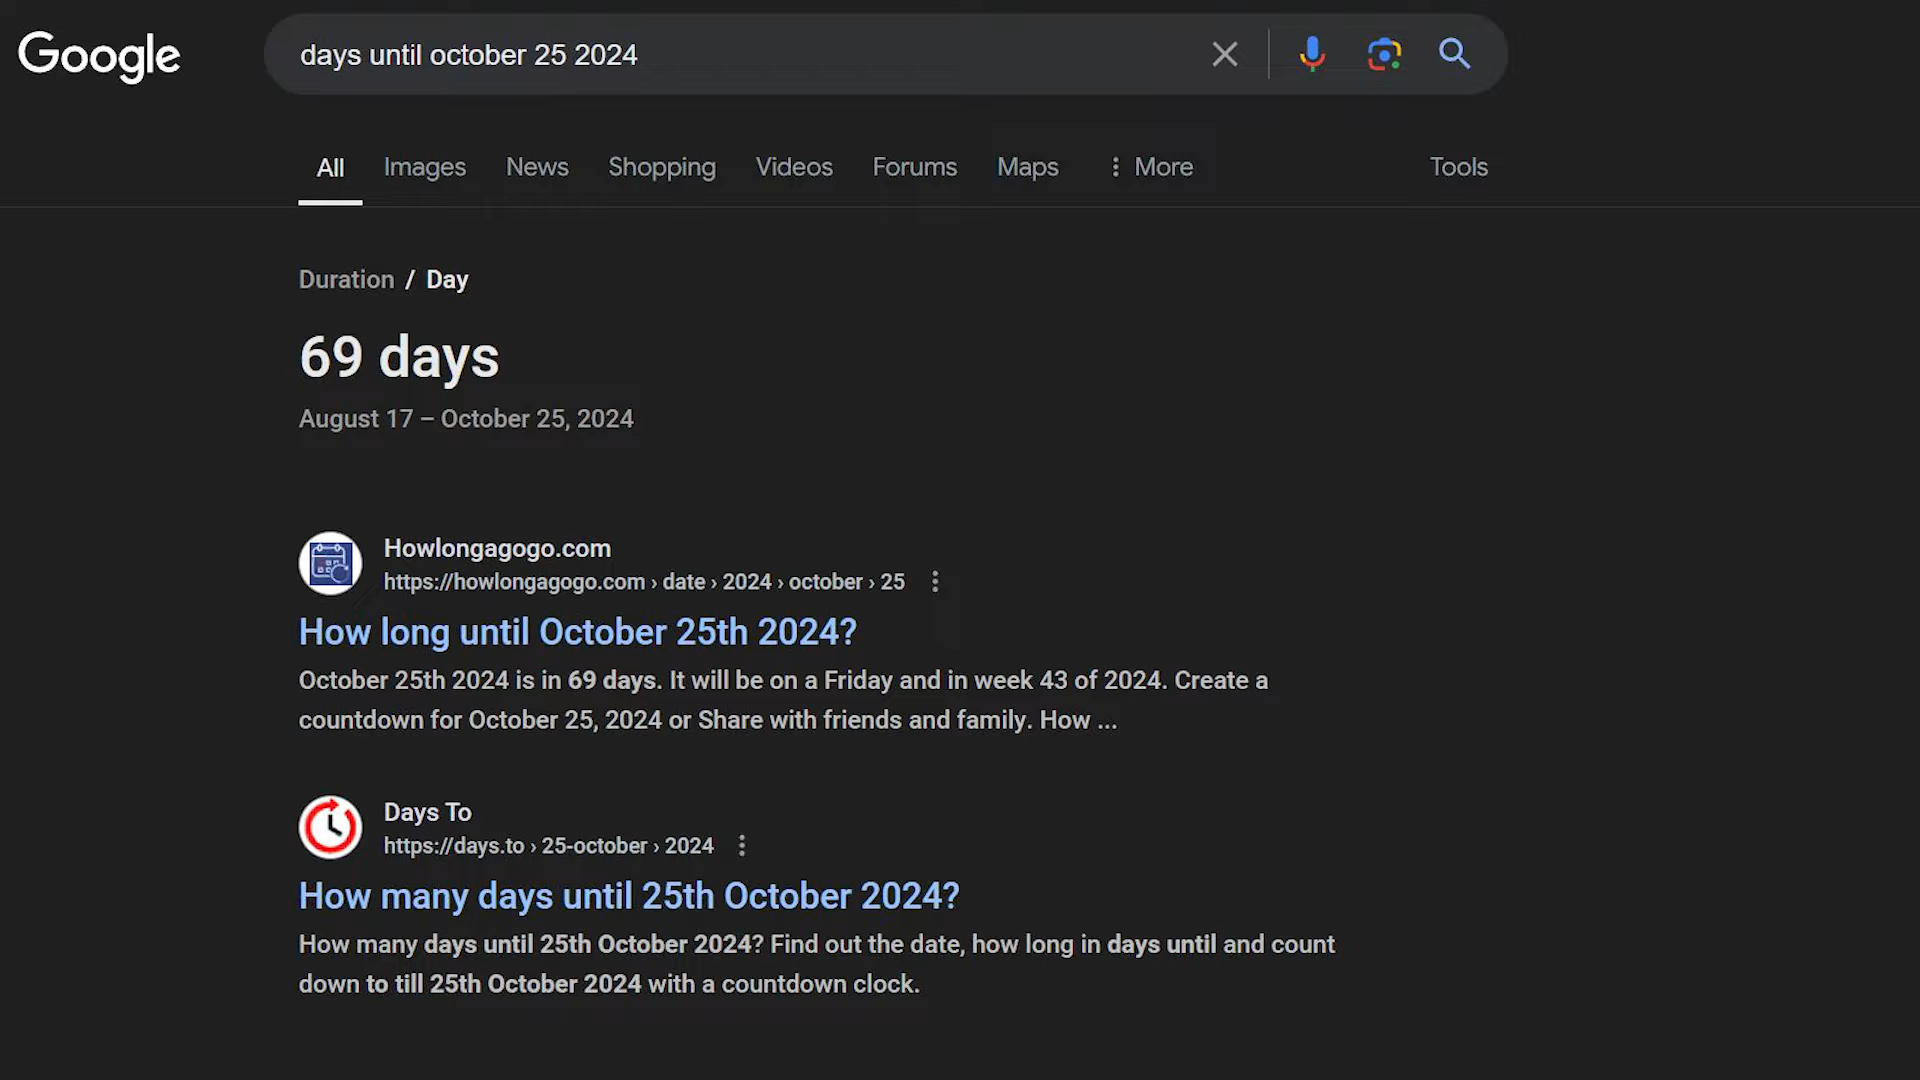 Google
days until october 25 2024
All Images News Shopping Videos Forums Maps More Tools
Duration / Day
69 days
August 17 – October 25, 2024
Howlongagogo.com
https://howlongagogo.com › date › 2024 › october › 25
How long until October 25th 2024?
October 25th 2024 is in 69 days. It will be on a Friday and in week 43 of 2024. Create a
countdown for October 25, 2024 or Share with friends and family. How ...
Days To
https://days.to › 25-october › 2024
How many days until 25th October 2024?
How many days until 25th October 2024? Find out the date, how long in days until and count
down to till 25th October 2024 with a countdown clock.